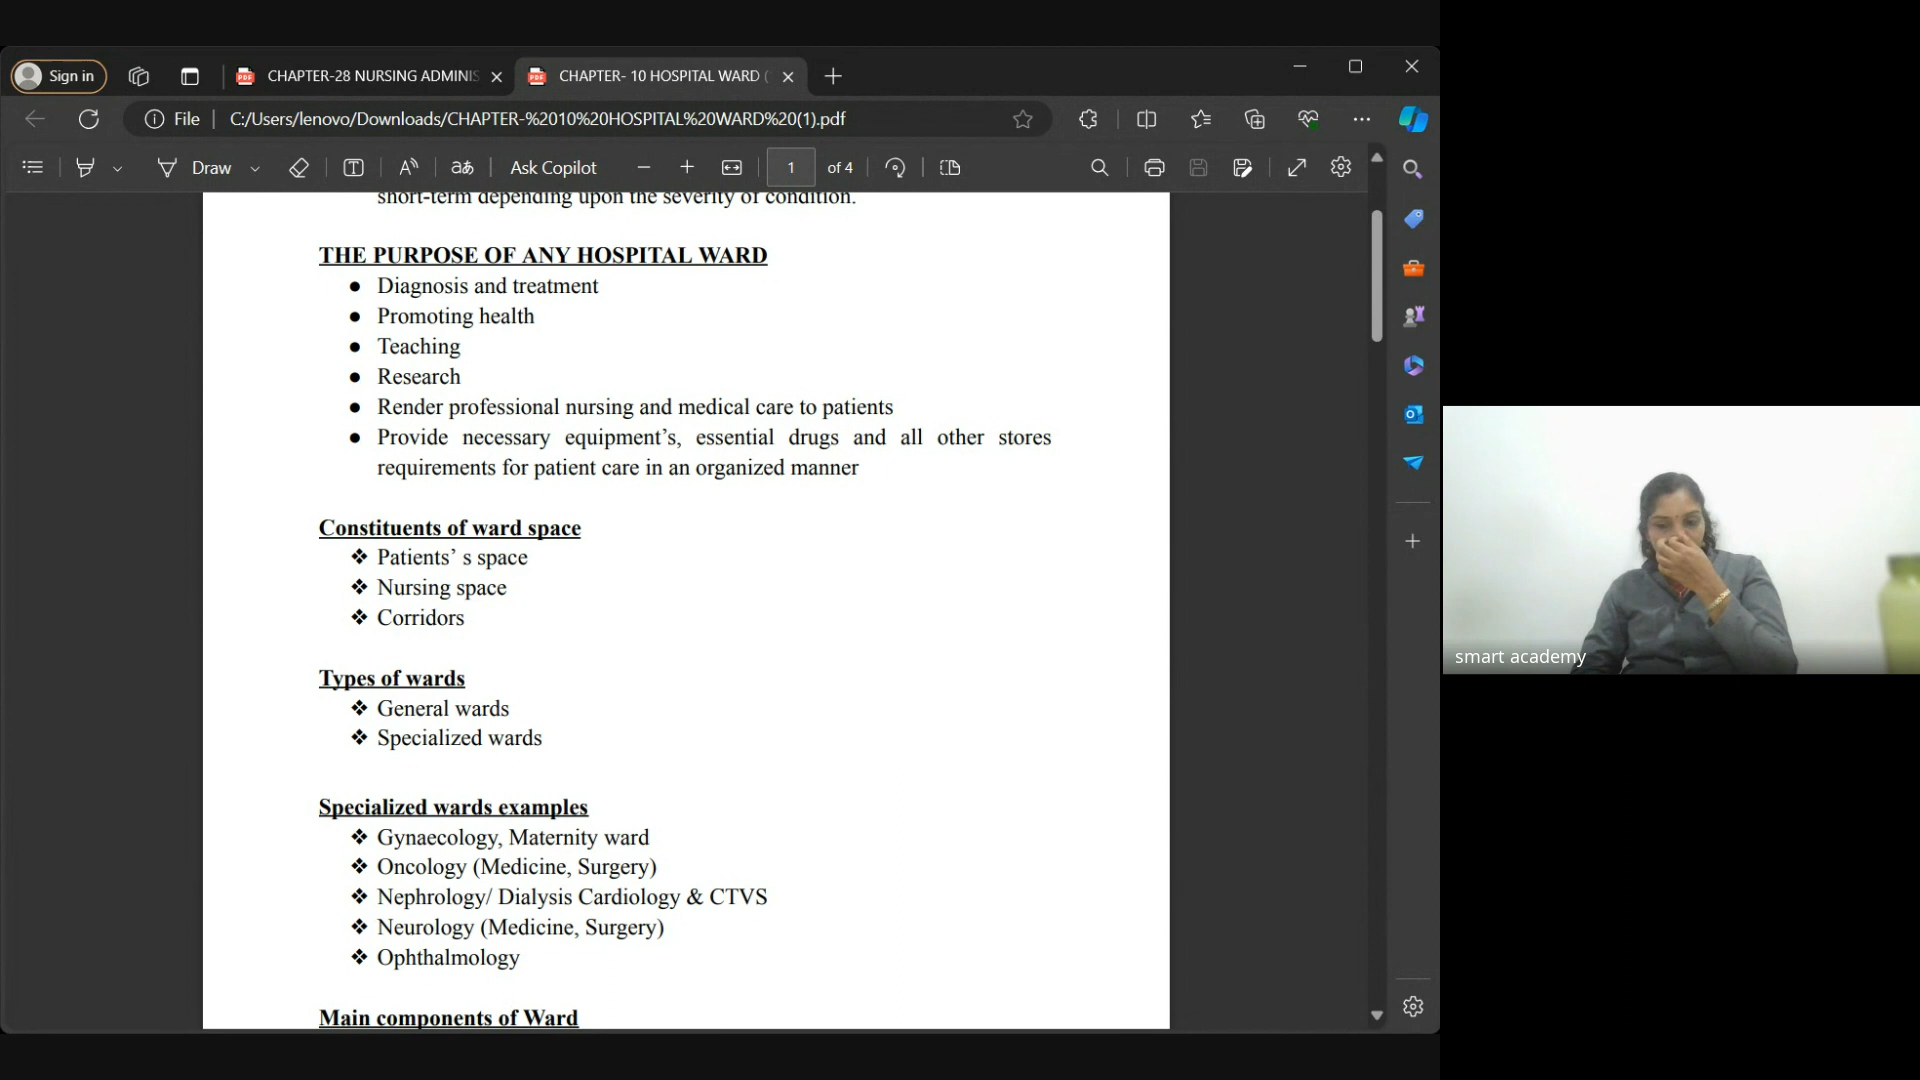 Sign in
CHAPTER-28 NURSING ADMINIS
CHAPTER- 10 HOSPITAL WARD (
File
C:/Users/lenovo/Downloads/CHAPTER-%2010%20HOSPITAL%20WARD%20(1).pdf
Draw
aあ
Ask Copilot
1 of 4
short-term depending upon the severity of condition.
THE PURPOSE OF ANY HOSPITAL WARD
● Diagnosis and treatment
● Promoting health
● Teaching
● Research
● Render professional nursing and medical care to patients
● Provide necessary equipment’s, essential drugs and all other stores
requirements for patient care in an organized manner
Constituents of ward space
❖ Patients’ s space
❖ Nursing space
❖ Corridors
Types of wards
❖ General wards
❖ Specialized wards
Specialized wards examples
❖ Gynaecology, Maternity ward
❖ Oncology (Medicine, Surgery)
❖ Nephrology/ Dialysis Cardiology & CTVS
❖ Neurology (Medicine, Surgery)
❖ Ophthalmology
Main components of Ward
smart academy